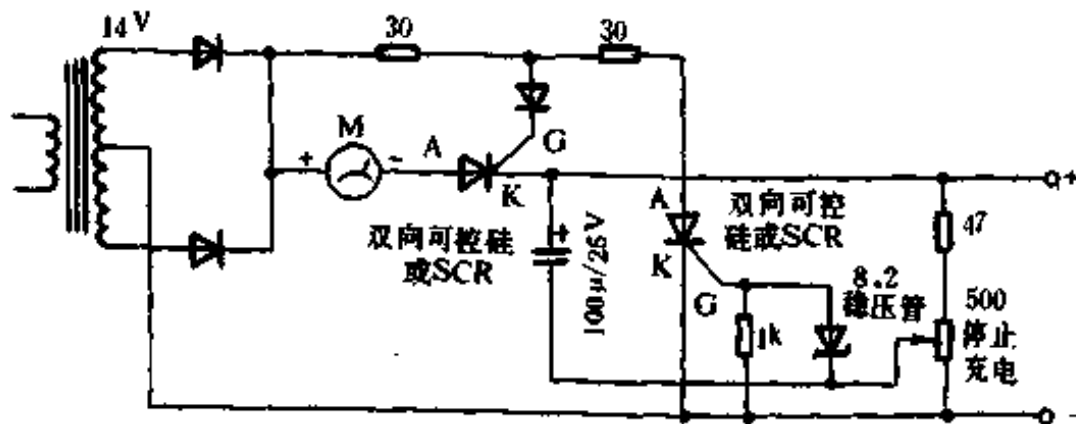 14V
30
30
M
+
-
A
G
K
+
双向可控硅
或SCR
100μ/25V
A
K
G
双向可控
硅或SCR
1k
8.2
稳压管
47
500
停止
充电
+
-